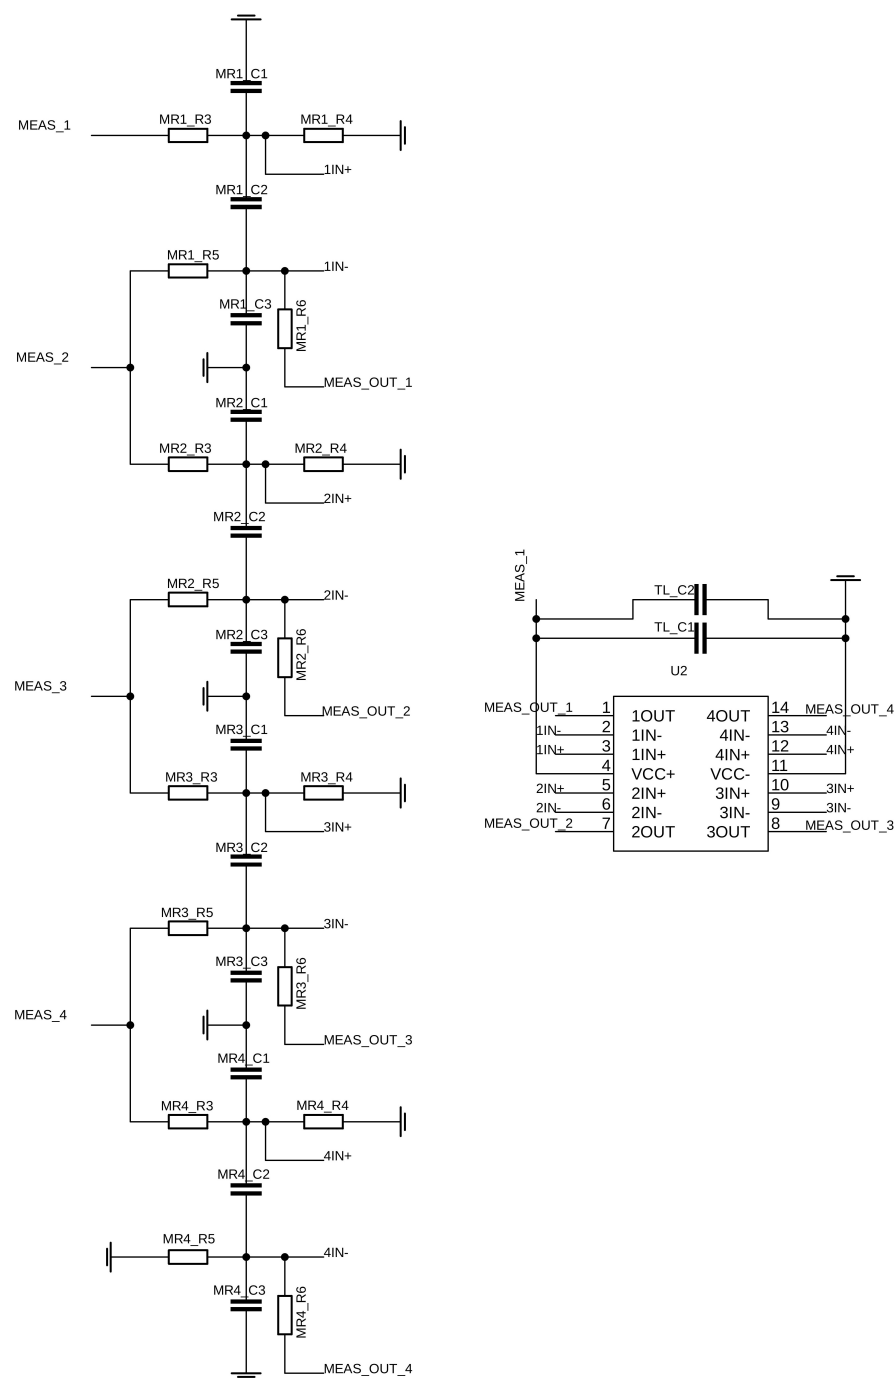 MR1_C1
MEAS_1
MR1_R3
MR1_R4
1IN+
MR1_C2
MR1_R5
1IN-
MR1_C3
MR1_R6
MEAS_2
MEAS_OUT_1
MR2_C1
MR2_R3
MR2_R4
2IN+
MR2_C2
MR2_R5
2IN-
MR2_C3
MR2_R6
MEAS_3
MEAS_OUT_2
MR3_C1
MR3_R3
MR3_R4
3IN+
MR3_C2
MR3_R5
3IN-
MR3_C3
MR3_R6
MEAS_4
MEAS_OUT_3
MR4_C1
MR4_R3
MR4_R4
4IN+
MR4_C2
MR4_R5
4IN-
MR4_C3
MR4_R6
MEAS_OUT_4
MEAS_1
TL_C2
TL_C1
U2
MEAS_OUT_1 1 1OUT 4OUT 14 MEAS_OUT_4
1IN- 2 1IN- 4IN- 13 4IN-
1IN+ 3 1IN+ 4IN+ 12 4IN+
4 VCC+ VCC- 11
2IN+ 5 2IN+ 3IN+ 10 3IN+
2IN- 6 2IN- 3IN- 9 3IN-
MEAS_OUT_2 7 2OUT 3OUT 8 MEAS_OUT_3